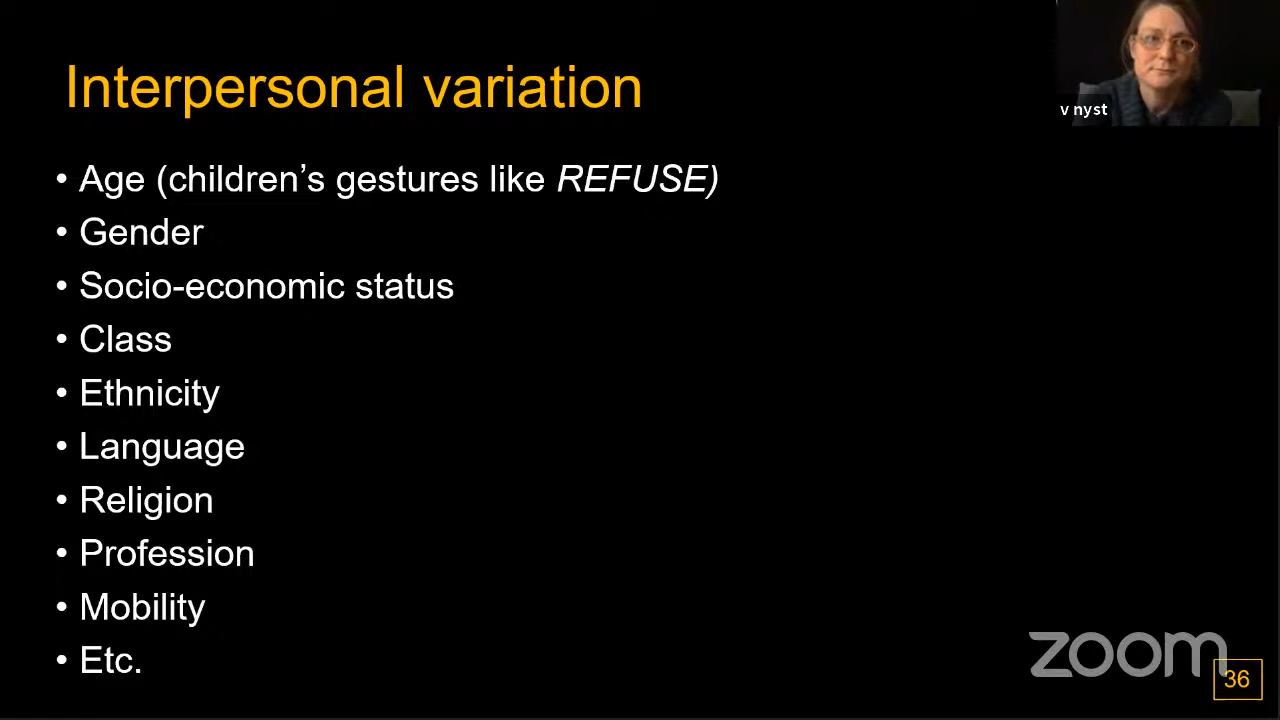 Interpersonal variation
v nyst
• Age (children’s gestures like REFUSE)
• Gender
• Socio-economic status
• Class
• Ethnicity
• Language
• Religion
• Profession
• Mobility
• Etc.
zoom
36